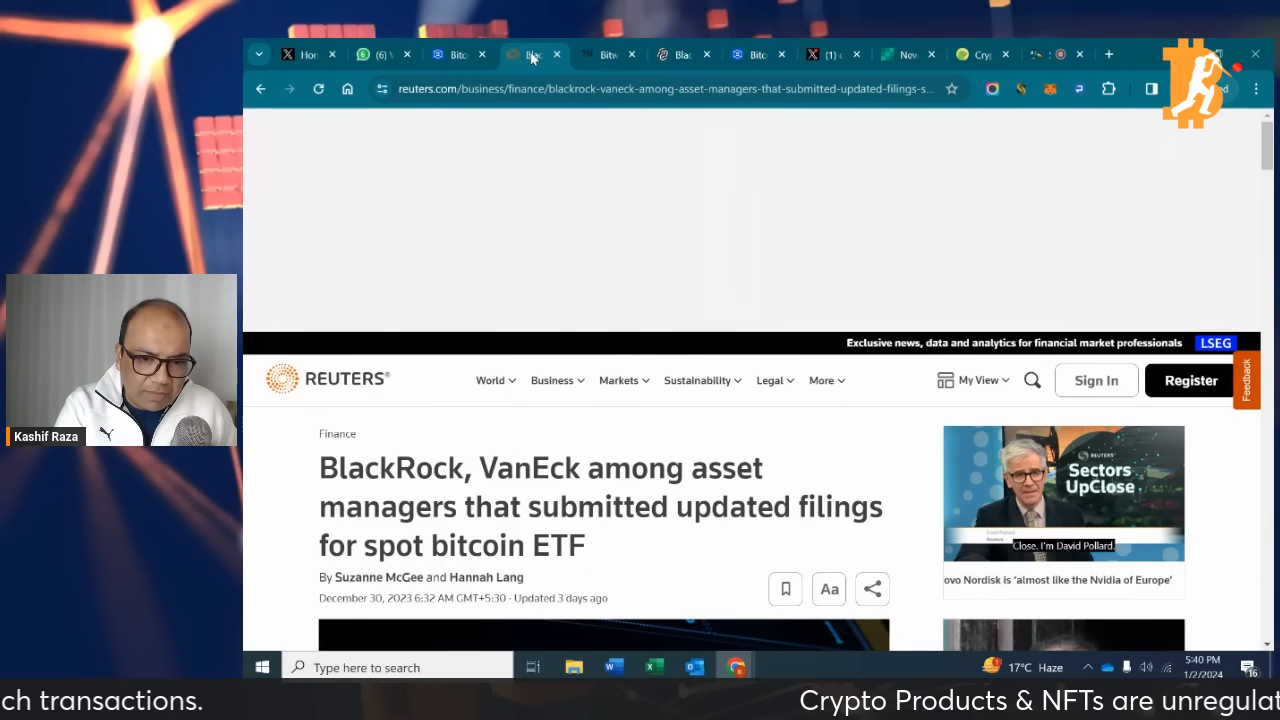 Hon
(6) \
Bitc
Blac
Bitw
Blac
Bitc
(1) c
New
Cry
reuters.com/business/finance/blackrock-vaneck-among-asset-managers-that-submitted-updated-filings-s...
Exclusive news, data and analytics for financial market professionals LSEG
REUTERS®
World Business Markets Sustainability Legal More
My View
Sign In
Register
Feedback
Finance
BlackRock, VanEck among asset
managers that submitted updated filings
for spot bitcoin ETF
By Suzanne McGee and Hannah Lang
December 30, 2023 6:32 AM GMT+5:30 · Updated 3 days ago
Aa
REUTERS
Sectors
UpClose
David Pollard
Reuters
Close. I'm David Pollard.
ovo Nordisk is 'almost like the Nvidia of Europe'
Kashif Raza
Type here to search
17°C Haze
5:40 PM
1/2/2024
16
ch transactions.
Crypto Products & NFTs are unregulat